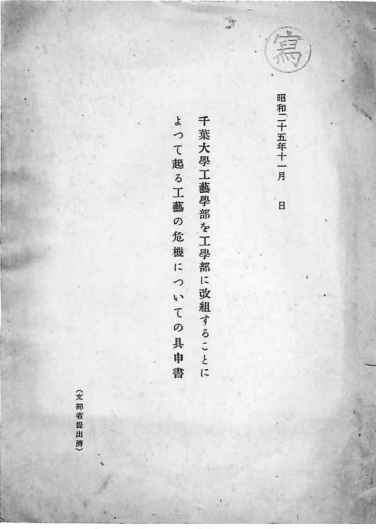 寫
昭和二十五年十一月 日
千葉大學工藝學部を工學部に改組することに
よつて起る工藝の危機についての具申書
(文部省提出濟)